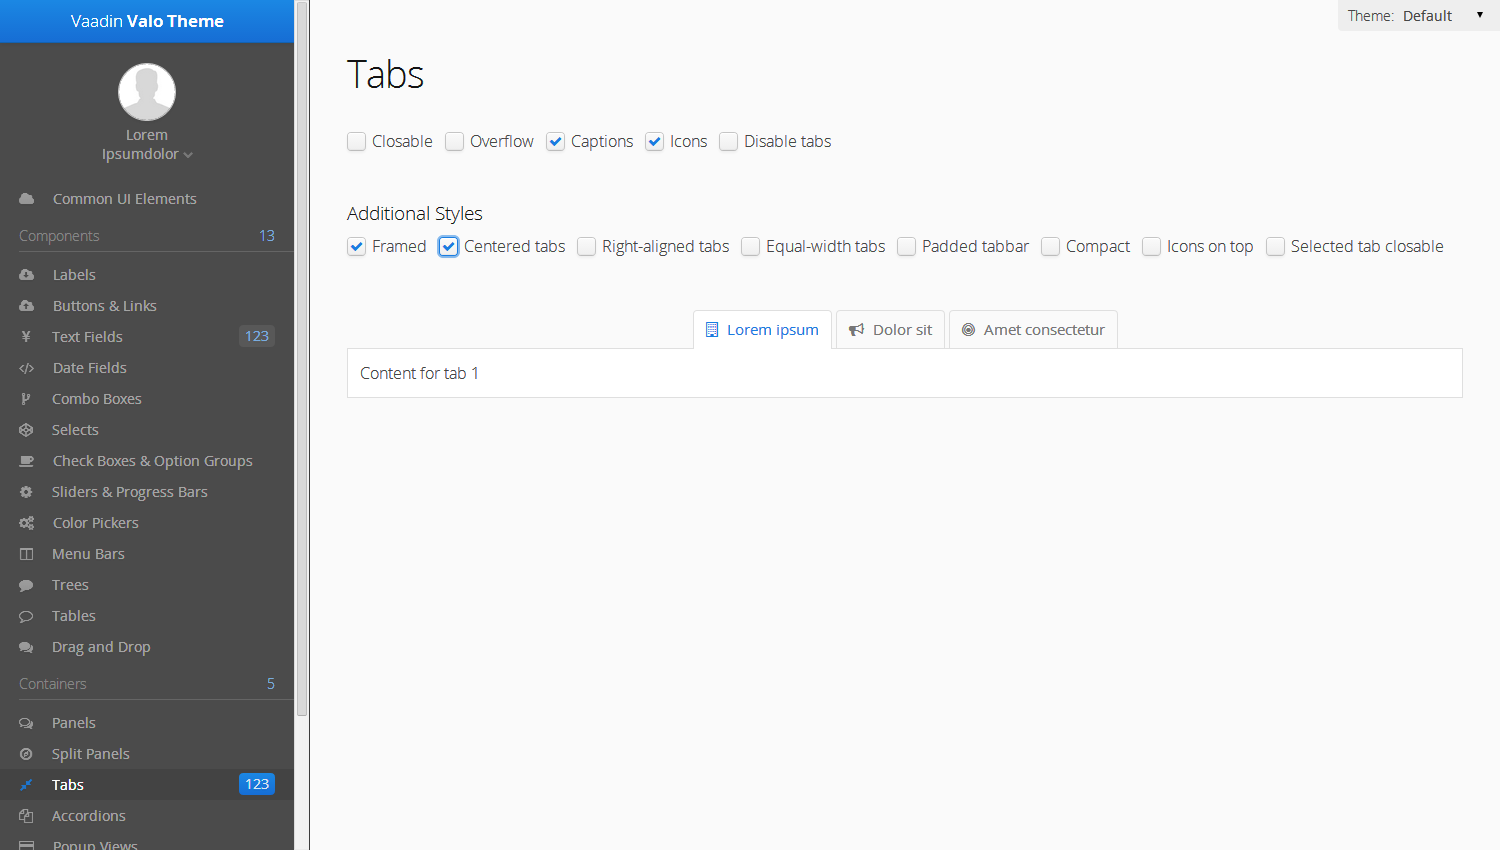 Vaadin Valo Theme
Lorem
Ipsumdolor
Common UI Elements
Components 13
Labels
Buttons & Links
Text Fields 123
Date Fields
Combo Boxes
Selects
Check Boxes & Option Groups
Sliders & Progress Bars
Color Pickers
Menu Bars
Trees
Tables
Drag and Drop
Containers 5
Panels
Split Panels
Tabs 123
Accordions
Popup Views
Theme: Default
Tabs
Closable Overflow Captions Icons Disable tabs
Additional Styles
Framed Centered tabs Right-aligned tabs Equal-width tabs Padded tabbar Compact Icons on top Selected tab closable
Lorem ipsum Dolor sit Amet consectetur
Content for tab 1